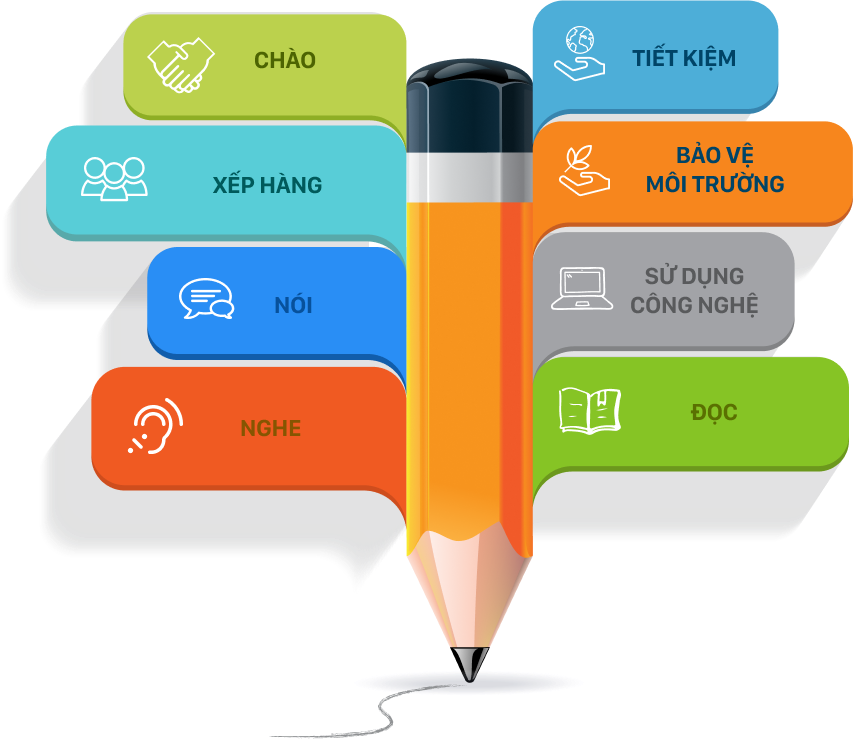 CHÀO
XẾP HÀNG
NÓI
NGHE
TIẾT KIỆM
BẢO VỆ
MÔI TRƯỜNG
SỬ DỤNG
CÔNG NGHỆ
ĐỌC